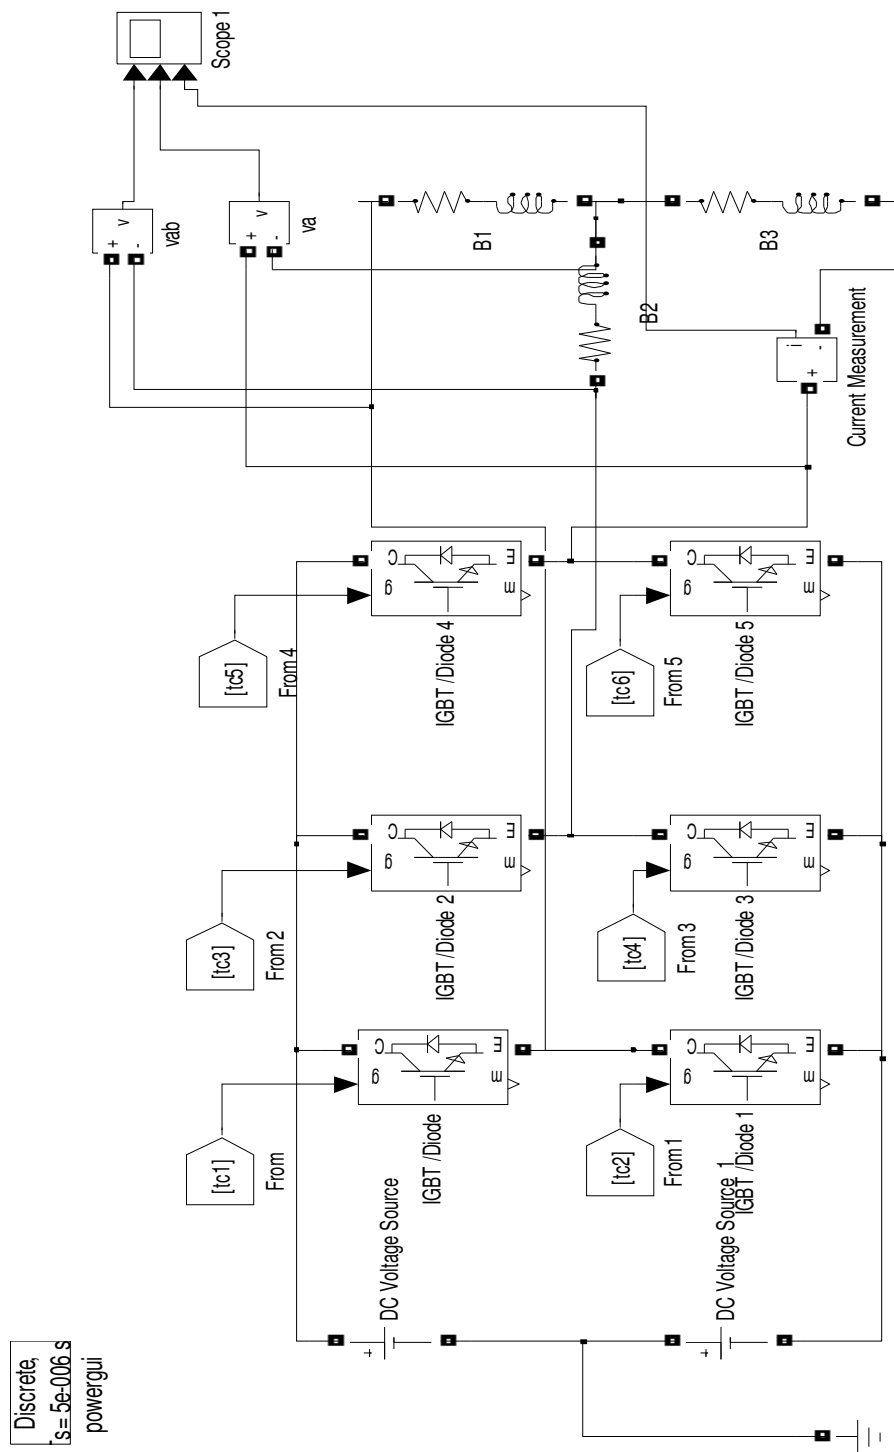 Discrete,
s = 5e-006 s
powergui
DC Voltage Source
+
DC Voltage Source 1
+
[tc1]
From
g
C
E
m
IGBT /Diode
[tc2]
From 1
g
C
E
m
IGBT /Diode 1
[tc3]
From 2
g
C
E
m
IGBT /Diode 2
[tc4]
From 3
g
C
E
m
IGBT /Diode 3
[tc5]
From 4
g
C
E
m
IGBT /Diode 4
[tc6]
From 5
g
C
E
m
IGBT /Diode 5
B1
B2
B3
+
-
v
vab
+
-
v
va
+
-
i
Current Measurement
Scope 1